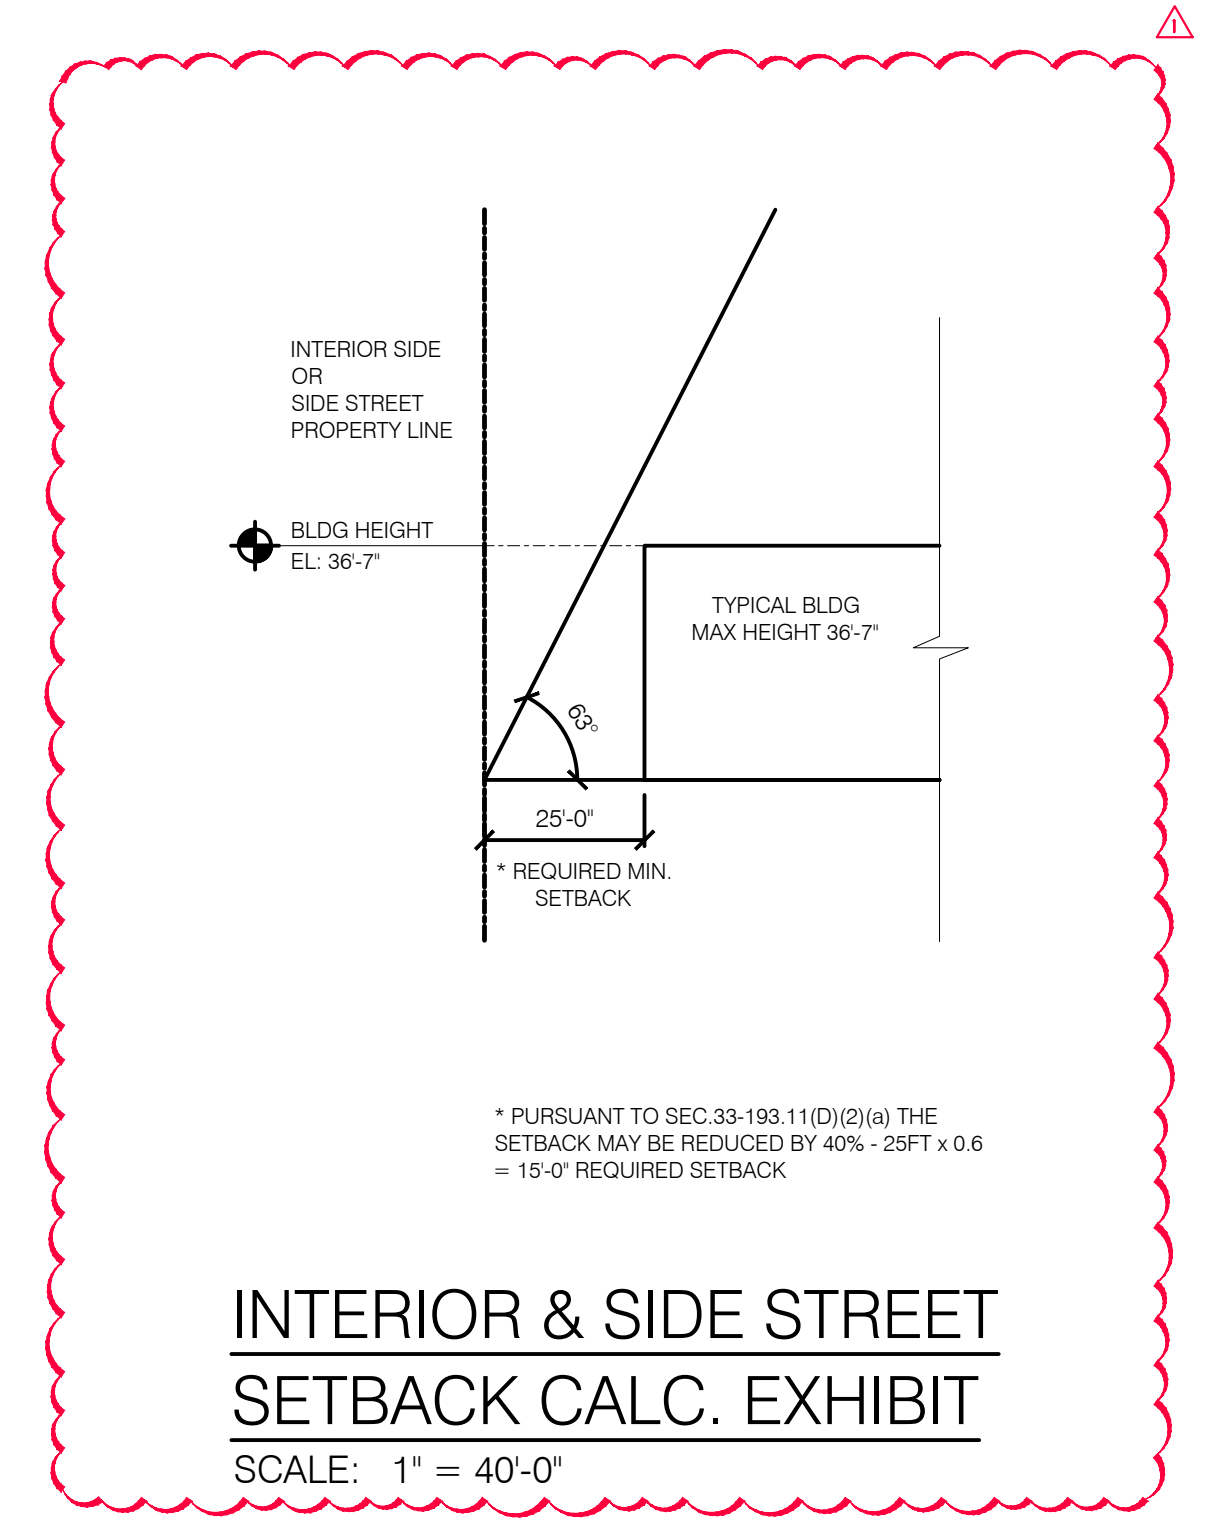 1
INTERIOR SIDE
OR
SIDE STREET
PROPERTY LINE
BLDG HEIGHT
EL: 36'-7"
TYPICAL BLDG
MAX HEIGHT 36'-7"
63°
25'-0"
* REQUIRED MIN.
SETBACK
* PURSUANT TO SEC.33-193.11(D)(2)(a) THE
SETBACK MAY BE REDUCED BY 40% - 25FT x 0.6
= 15'-0" REQUIRED SETBACK
INTERIOR & SIDE STREET
SETBACK CALC. EXHIBIT
SCALE: 1" = 40'-0"